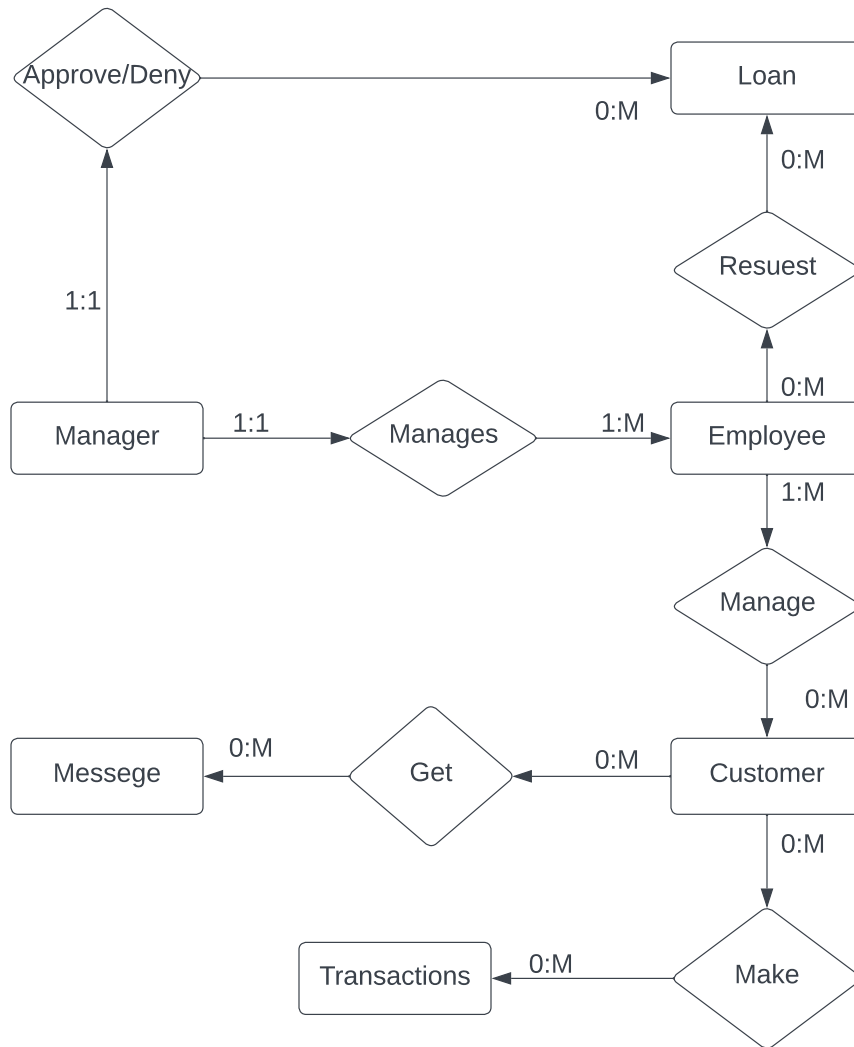 Approve/Deny
Loan
0:M
0:M
Resuest
1:1
0:M
Manager
1:1
Manages
1:M
Employee
1:M
Manage
0:M
Messege
0:M
Get
0:M
Customer
0:M
Transactions
0:M
Make